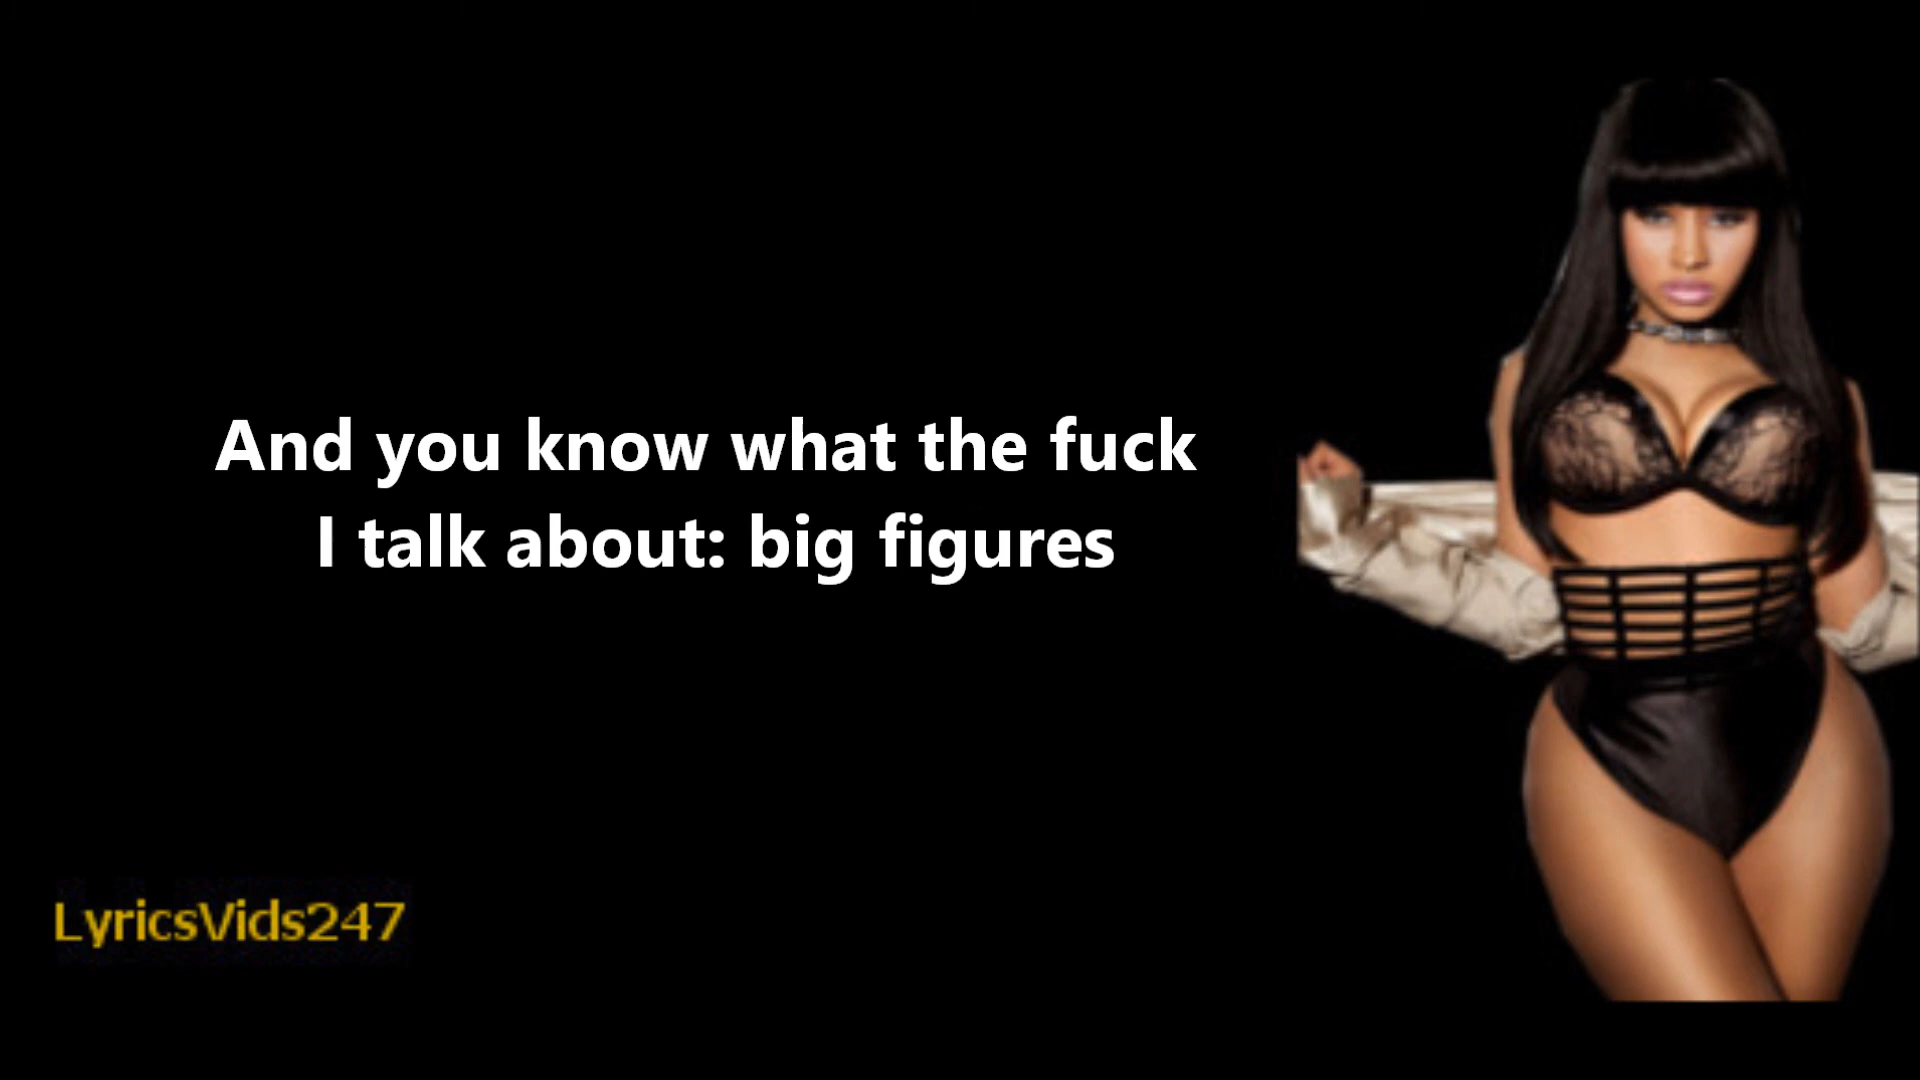 And you know what the fuck
I talk about: big figures
LyricsVids247